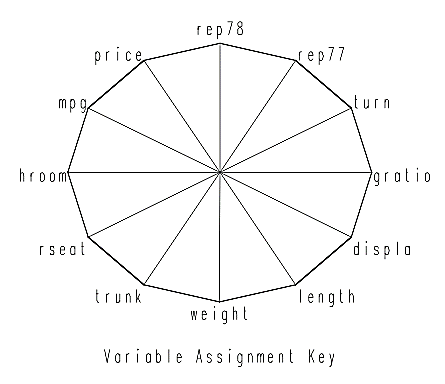 rep78
price rep77
mpg turn
hroom gratio
rseat displa
trunk length
weight
Variable Assignment Key